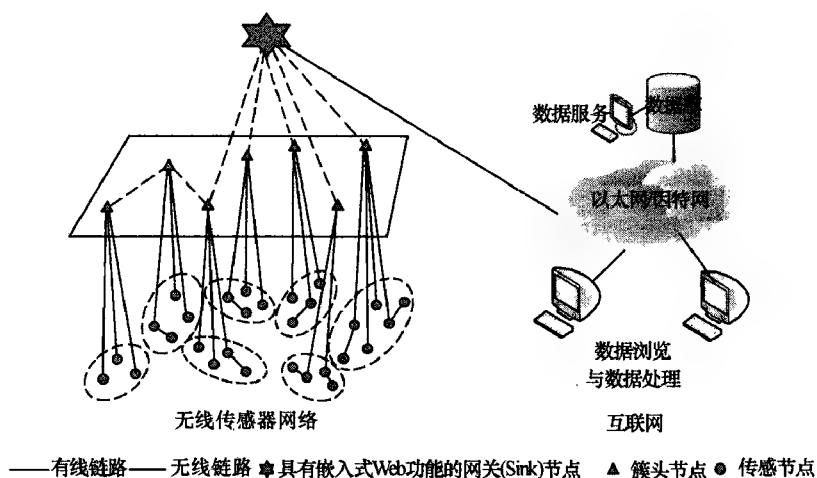 数据服务
数据库
以太网/因特网
数据浏览
与数据处理
无线传感器网络
互联网
有线链路 无线链路 具有嵌入式Web功能的网关(Sink)节点 簇头节点 传感节点